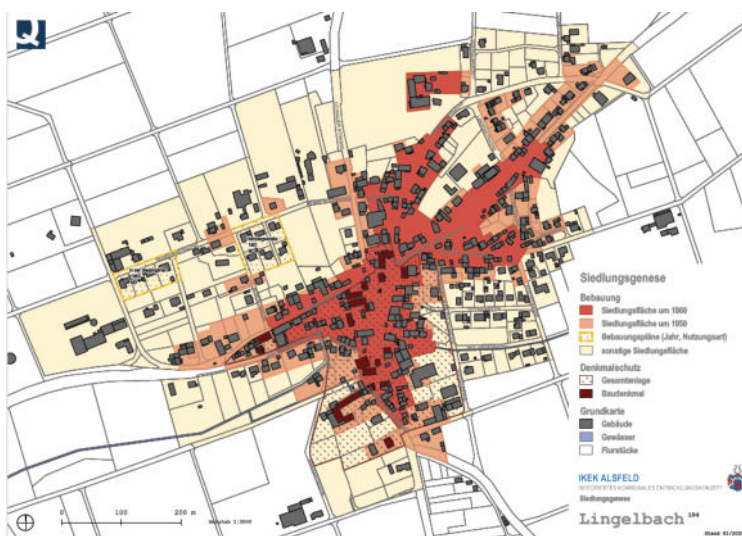 Q
Siedlungsgenese
Bebauung
Siedlungsfläche um 1860
Siedlungsfläche um 1950
Bebauungspläne (Jahr, Nutzungsart)
sonstige Siedlungsfläche
Denkmalschutz
Gesamtanlage
Baudenkmal
Grundkarte
Gebäude
Gewässer
Flurstücke
IKEK ALSFELD
INTEGRIERTES KOMMUNALES ENTWICKLUNGSKONZEPT
Siedlungsgenese
Lingelbach 194
0 100 200 m